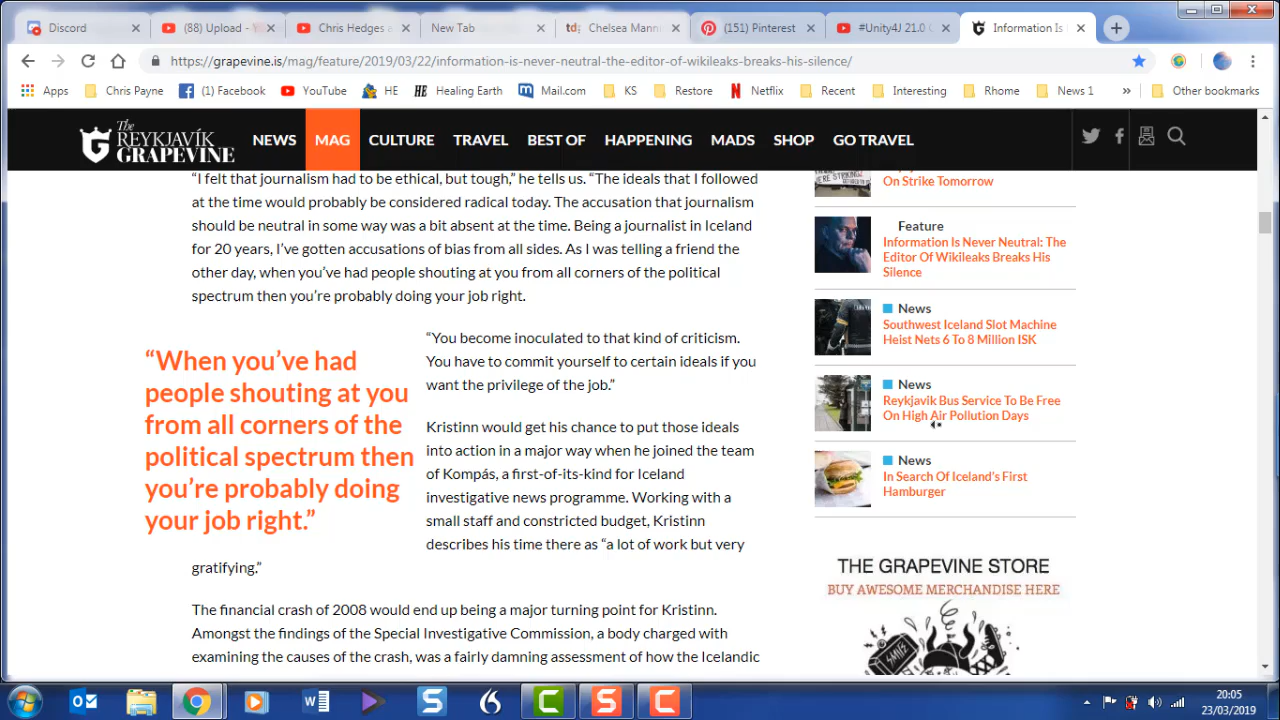 Discord
(88) Upload - Y
Chris Hedges a
New Tab
Chelsea Manni
(151) Pinterest
#Unity4J 21.0
Information Is
https://grapevine.is/mag/feature/2019/03/22/information-is-never-neutral-the-editor-of-wikileaks-breaks-his-silence/
Apps
Chris Payne
(1) Facebook
YouTube
HE
HE Healing Earth
Mail.com
KS
Restore
Netflix
Recent
Interesting
Rhome
News 1
»
Other bookmarks
The
REYKJAVÍK
GRAPEVINE
NEWS
MAG
CULTURE
TRAVEL
BEST OF
HAPPENING
MADS
SHOP
GO TRAVEL
“I felt that journalism had to be ethical, but tough,” he tells us. “The ideals that I followed
at the time would probably be considered radical today. The accusation that journalism
should be neutral in some way was a bit absent at the time. Being a journalist in Iceland
for 20 years, I’ve gotten accusations of bias from all sides. As I was telling a friend the
other day, when you’ve had people shouting at you from all corners of the political
spectrum then you’re probably doing your job right.
“When you’ve had
people shouting at you
from all corners of the
political spectrum then
you’re probably doing
your job right.”
“You become inoculated to that kind of criticism.
You have to commit yourself to certain ideals if you
want the privilege of the job.”
Kristinn would get his chance to put those ideals
into action in a major way when he joined the team
of Kompás, a first-of-its-kind for Iceland
investigative news programme. Working with a
small staff and constricted budget, Kristinn
describes his time there as “a lot of work but very
gratifying.”
The financial crash of 2008 would end up being a major turning point for Kristinn.
Amongst the findings of the Special Investigative Commission, a body charged with
examining the causes of the crash, was a fairly damning assessment of how the Icelandic
On Strike Tomorrow
Feature
Information Is Never Neutral: The
Editor Of Wikileaks Breaks His
Silence
News
Southwest Iceland Slot Machine
Heist Nets 6 To 8 Million ISK
News
Reykjavik Bus Service To Be Free
On High Air Pollution Days
News
In Search Of Iceland’s First
Hamburger
THE GRAPEVINE STORE
BUY AWESOME MERCHANDISE HERE
20:05
23/03/2019